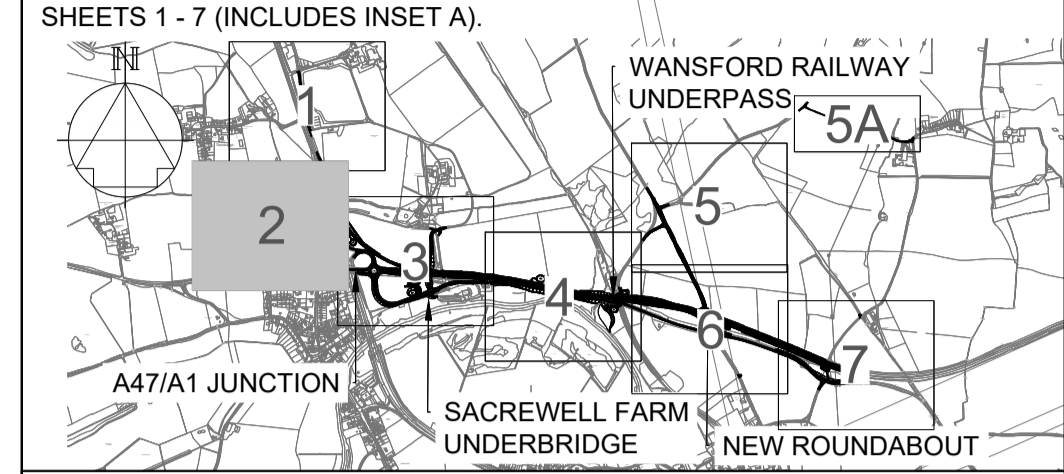 SHEETS 1 - 7 (INCLUDES INSET A).
N
WANSFORD RAILWAY
UNDERPASS
1
5A
2
5
3
4
6
7
A47/A1 JUNCTION
SACREWELL FARM
UNDERBRIDGE
NEW ROUNDABOUT